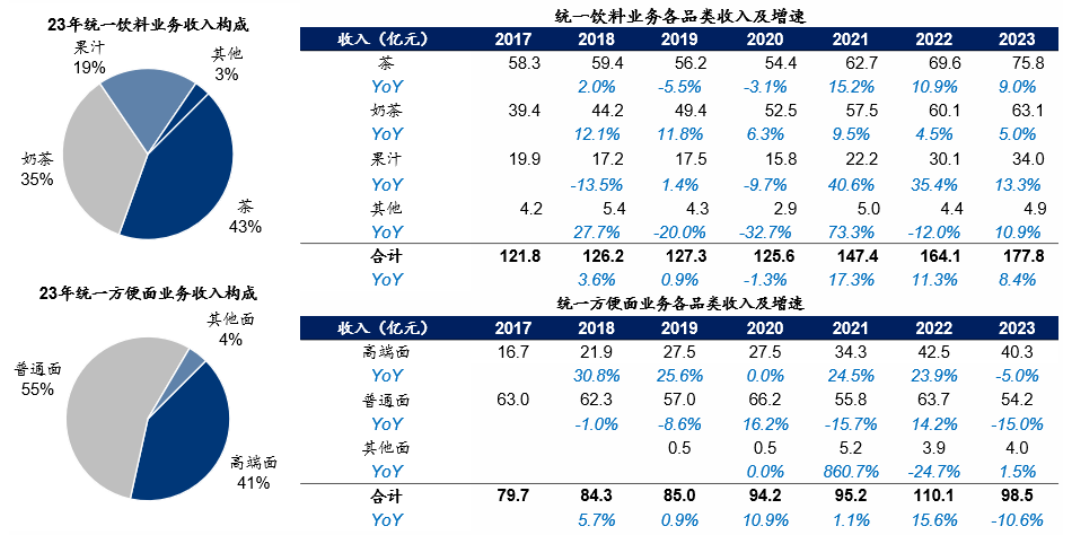 23年统一饮料业务收入构成
果汁
19%
其他
3%
奶茶
35%
茶
43%
统一饮料业务各品类收入及增速
收入（亿元） 2017 2018 2019 2020 2021 2022 2023
茶 58.3 59.4 56.2 54.4 62.7 69.6 75.8
YoY 2.0% -5.5% -3.1% 15.2% 10.9% 9.0%
奶茶 39.4 44.2 49.4 52.5 57.5 60.1 63.1
YoY 12.1% 11.8% 6.3% 9.5% 4.5% 5.0%
果汁 19.9 17.2 17.5 15.8 22.2 30.1 34.0
YoY -13.5% 1.4% -9.7% 40.6% 35.4% 13.3%
其他 4.2 5.4 4.3 2.9 5.0 4.4 4.9
YoY 27.7% -20.0% -32.7% 73.3% -12.0% 10.9%
合计 121.8 126.2 127.3 125.6 147.4 164.1 177.8
YoY 3.6% 0.9% -1.3% 17.3% 11.3% 8.4%
23年统一方便面业务收入构成
其他面
4%
普通面
55%
高端面
41%
统一方便面业务各品类收入及增速
收入（亿元） 2017 2018 2019 2020 2021 2022 2023
高端面 16.7 21.9 27.5 27.5 34.3 42.5 40.3
YoY 30.8% 25.6% 0.0% 24.5% 23.9% -5.0%
普通面 63.0 62.3 57.0 66.2 55.8 63.7 54.2
YoY -1.0% -8.6% 16.2% -15.7% 14.2% -15.0%
其他面 0.5 0.5 5.2 3.9 4.0
YoY 0.0% 860.7% -24.7% 1.5%
合计 79.7 84.3 85.0 94.2 95.2 110.1 98.5
YoY 5.7% 0.9% 10.9% 1.1% 15.6% -10.6%